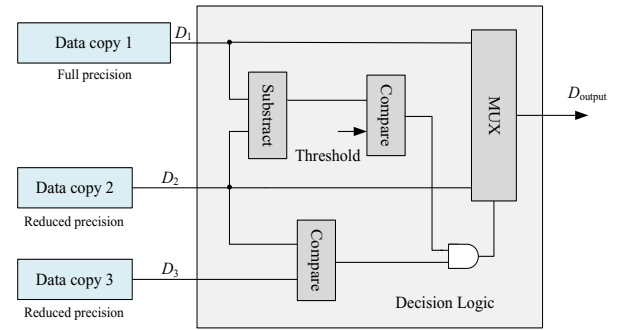 Data copy 1
Full precision
D1
Substract
Compare
Threshold
MUX
Doutput
Data copy 2
Reduced precision
D2
Compare
Data copy 3
Reduced precision
D3
Decision Logic